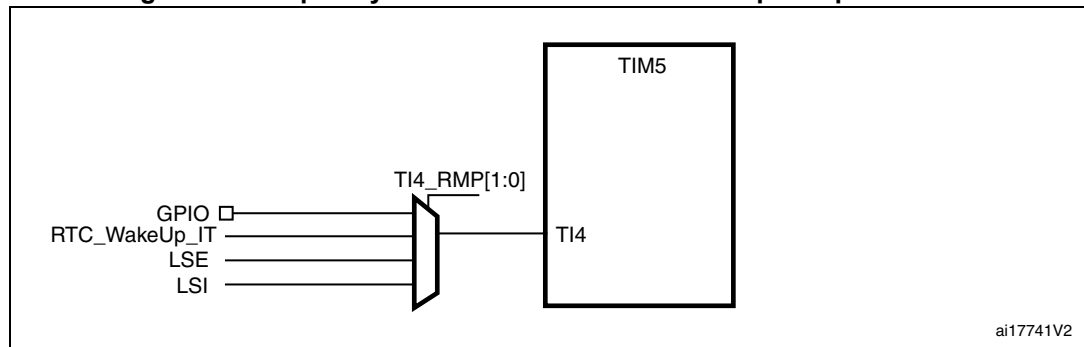 TIM5
TI4_RMP[1:0]
GPIO
RTC_WakeUp_IT
TI4
LSE
LSI
ai17741V2